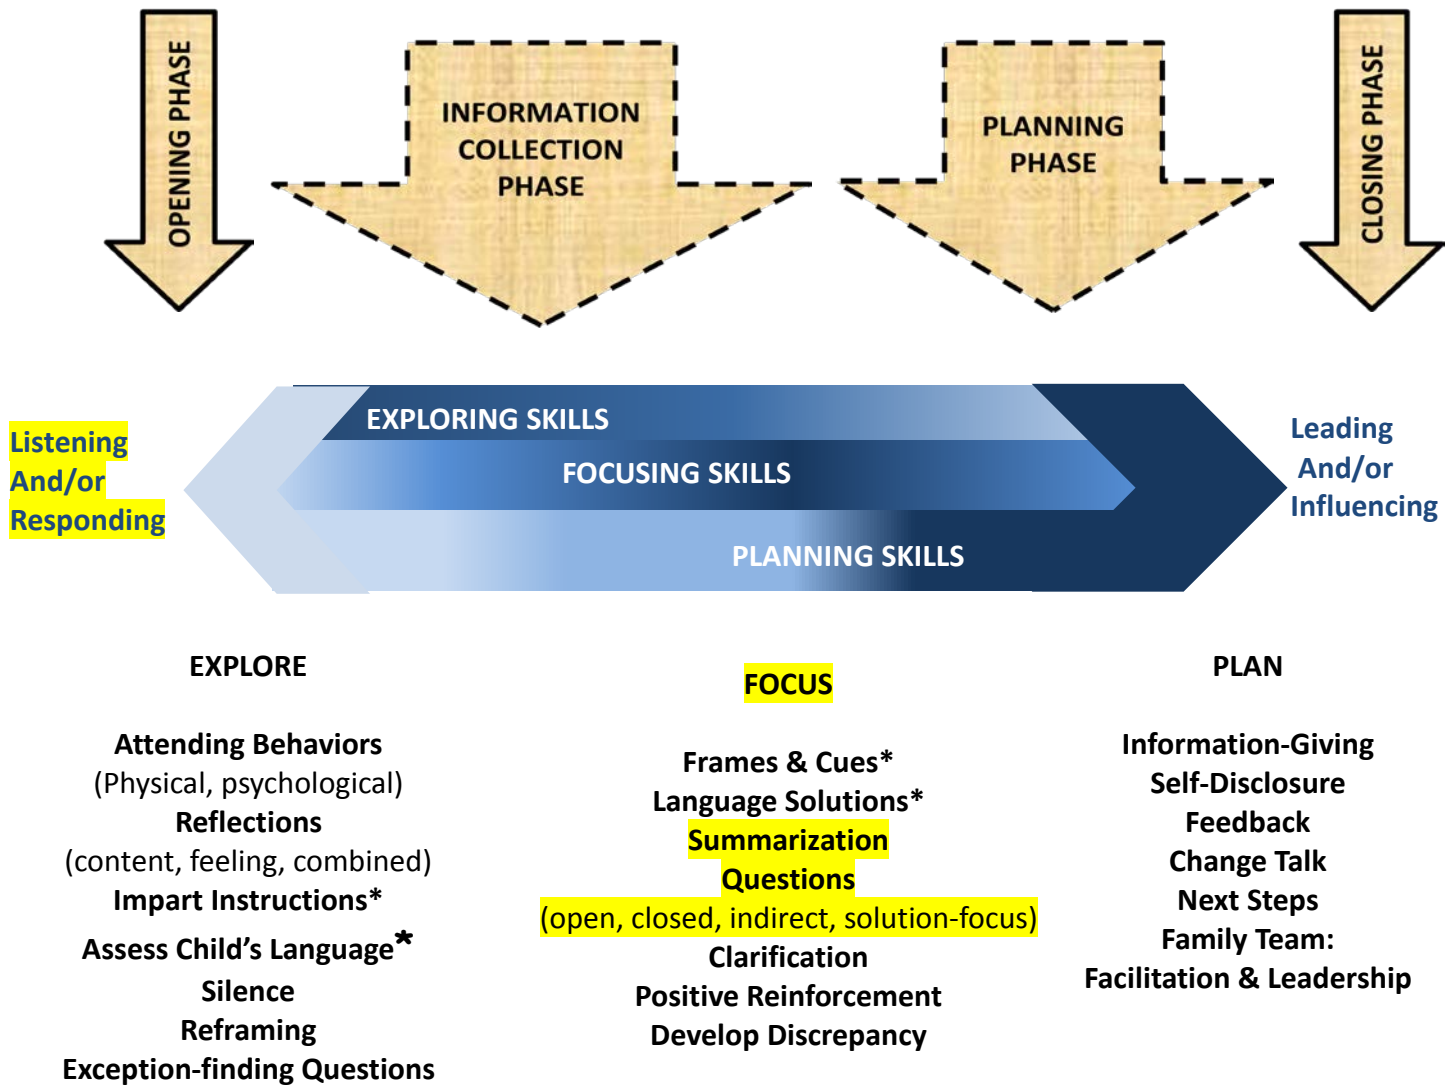 OPENING PHASE
INFORMATION
COLLECTION
PHASE
PLANNING
PHASE
CLOSING PHASE
Listening
And/or
Responding
EXPLORING SKILLS
FOCUSING SKILLS
PLANNING SKILLS
Leading
And/or
Influencing
EXPLORE
Attending Behaviors
(Physical, psychological)
Reflections
(content, feeling, combined)
Impart Instructions*
Assess Child's Language*
Silence
Reframing
Exception-finding Questions
FOCUS
Frames & Cues*
Language Solutions*
Summarization
Questions
(open, closed, indirect, solution-focus)
Clarification
Positive Reinforcement
Develop Discrepancy
PLAN
Information-Giving
Self-Disclosure
Feedback
Change Talk
Next Steps
Family Team:
Facilitation & Leadership